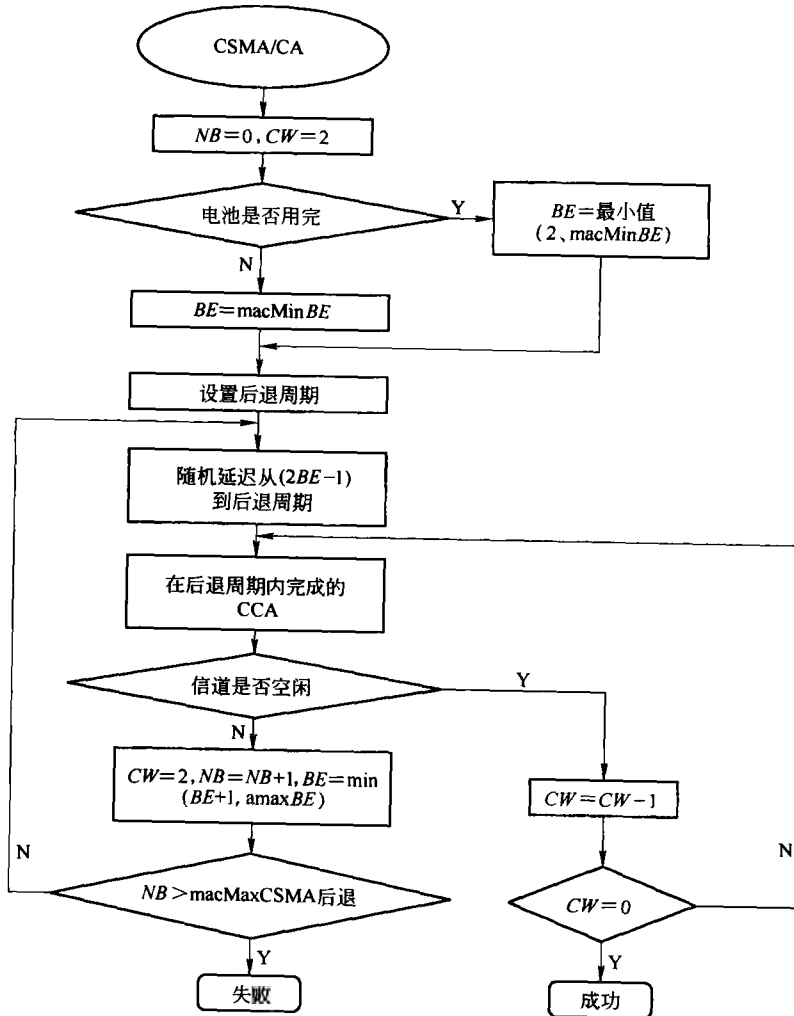 CSMA/CA
NB=0,CW=2
电池是否用完
Y
BE=最小值
(2、macMinBE)
N
BE=macMinBE
设置后退周期
随机延迟从(2BE-1)
到后退周期
在后退周期内完成的
CCA
信道是否空闲
Y
N
CW=2,NB=NB+1,BE=min
(BE+1, amaxBE)
CW=CW-1
N
N
NB>macMaxCSMA后退
CW=0
Y
Y
失败
成功